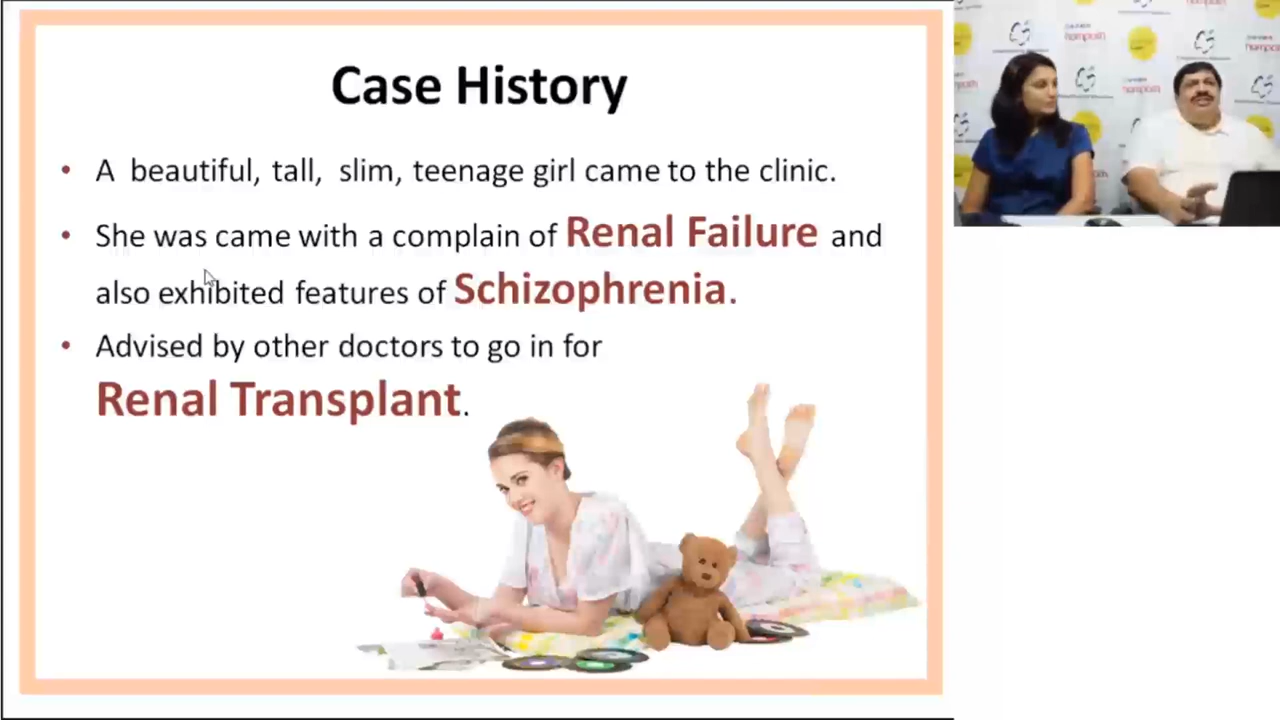 Case History
• A beautiful, tall, slim, teenage girl came to the clinic.
• She was came with a complain of Renal Failure and
also exhibited features of Schizophrenia.
• Advised by other doctors to go in for
Renal Transplant.